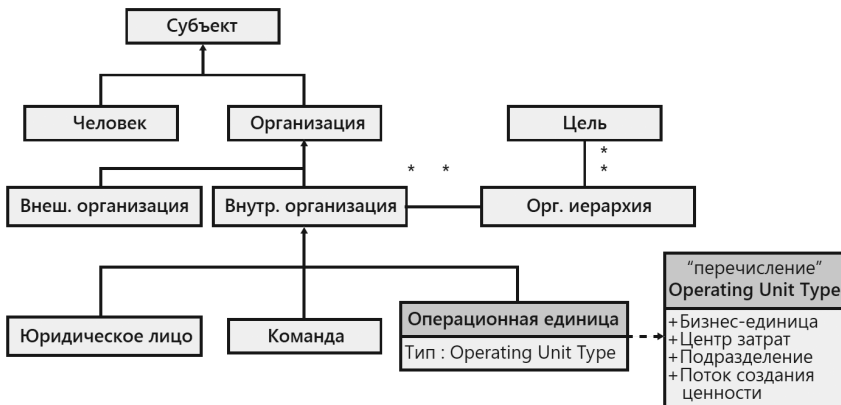 Субъект
Человек
Организация
Цель
* *
*
*
Внеш. организация
Внутр. организация
Орг. иерархия
Юридическое лицо
Команда
Операционная единица
Тип : Operating Unit Type
“перечисление”
Operating Unit Type
+Бизнес-единица
+Центр затрат
+Подразделение
+Поток создания
ценности